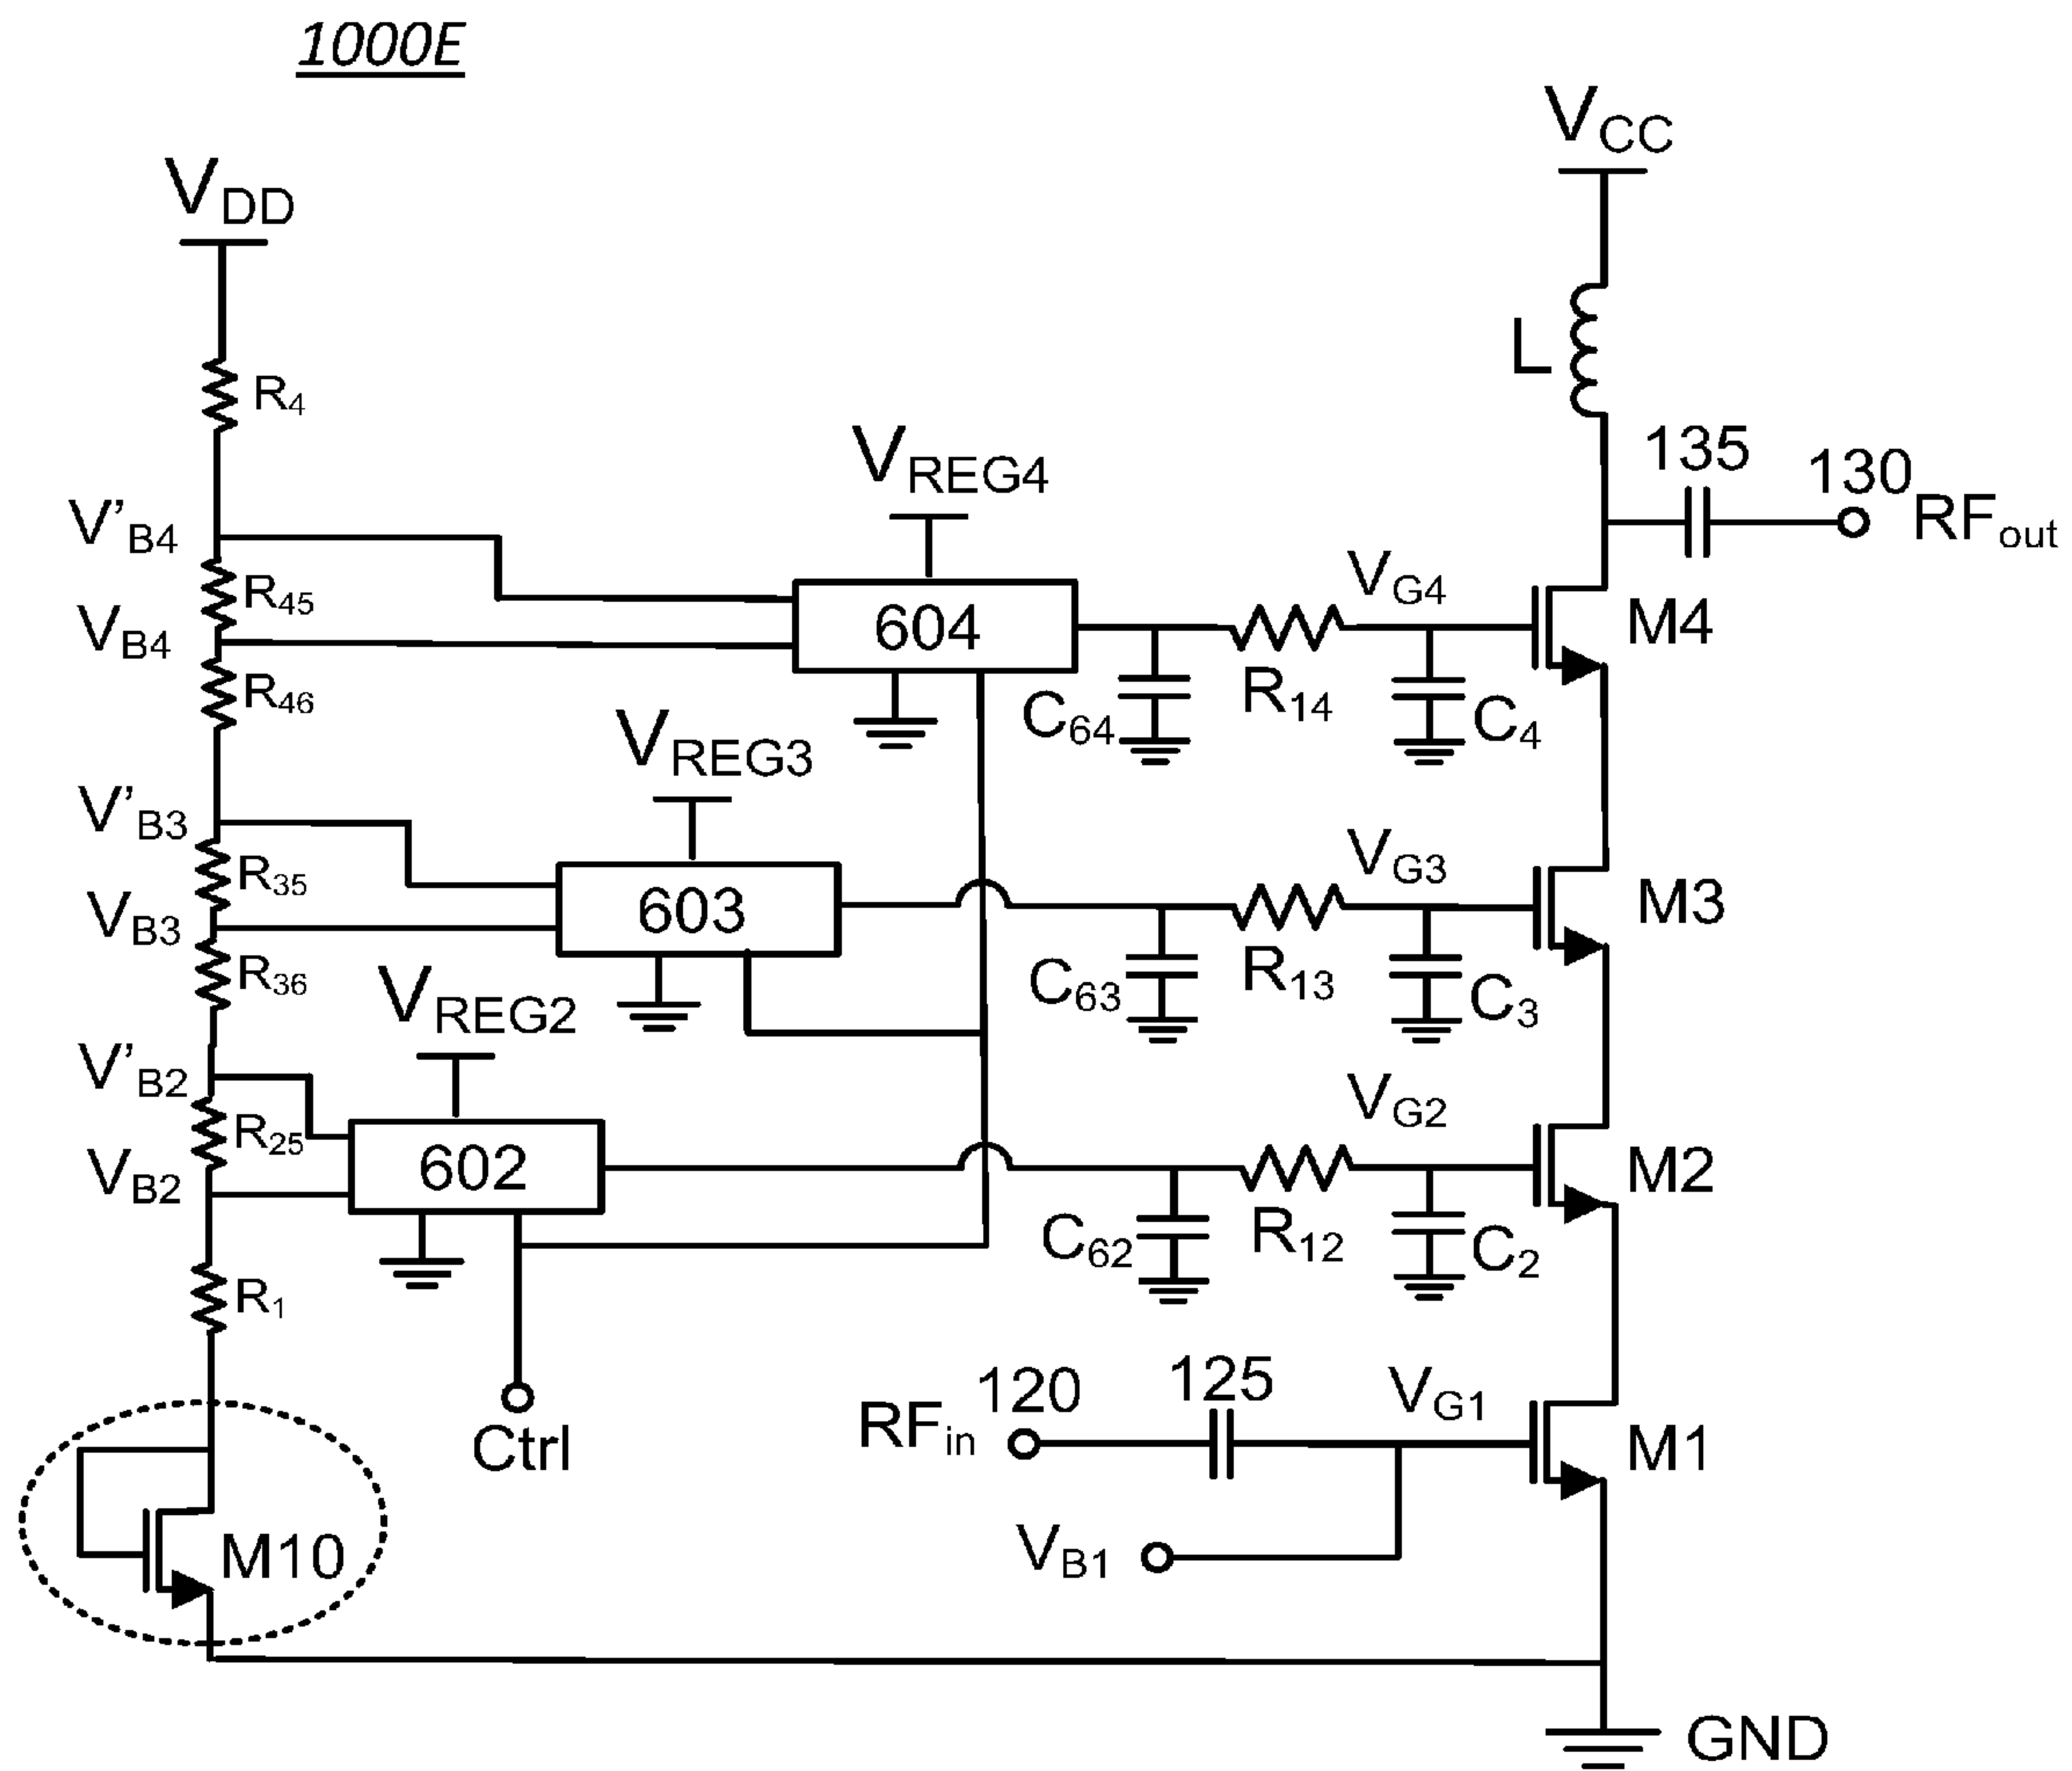 1000E
VCC
VDD
R4
L
135
130
RFout
VREG4
V'B4
R45
VB4
604
VG4
M4
R46
C64
R14
C4
VREG3
V'B3
R35
VB3
603
VG3
M3
R36
C63
R13
C3
VREG2
V'B2
R25
VB2
602
VG2
M2
R1
C62
R12
C2
Ctrl
RFin
120
125
VG1
M1
VB1
M10
GND